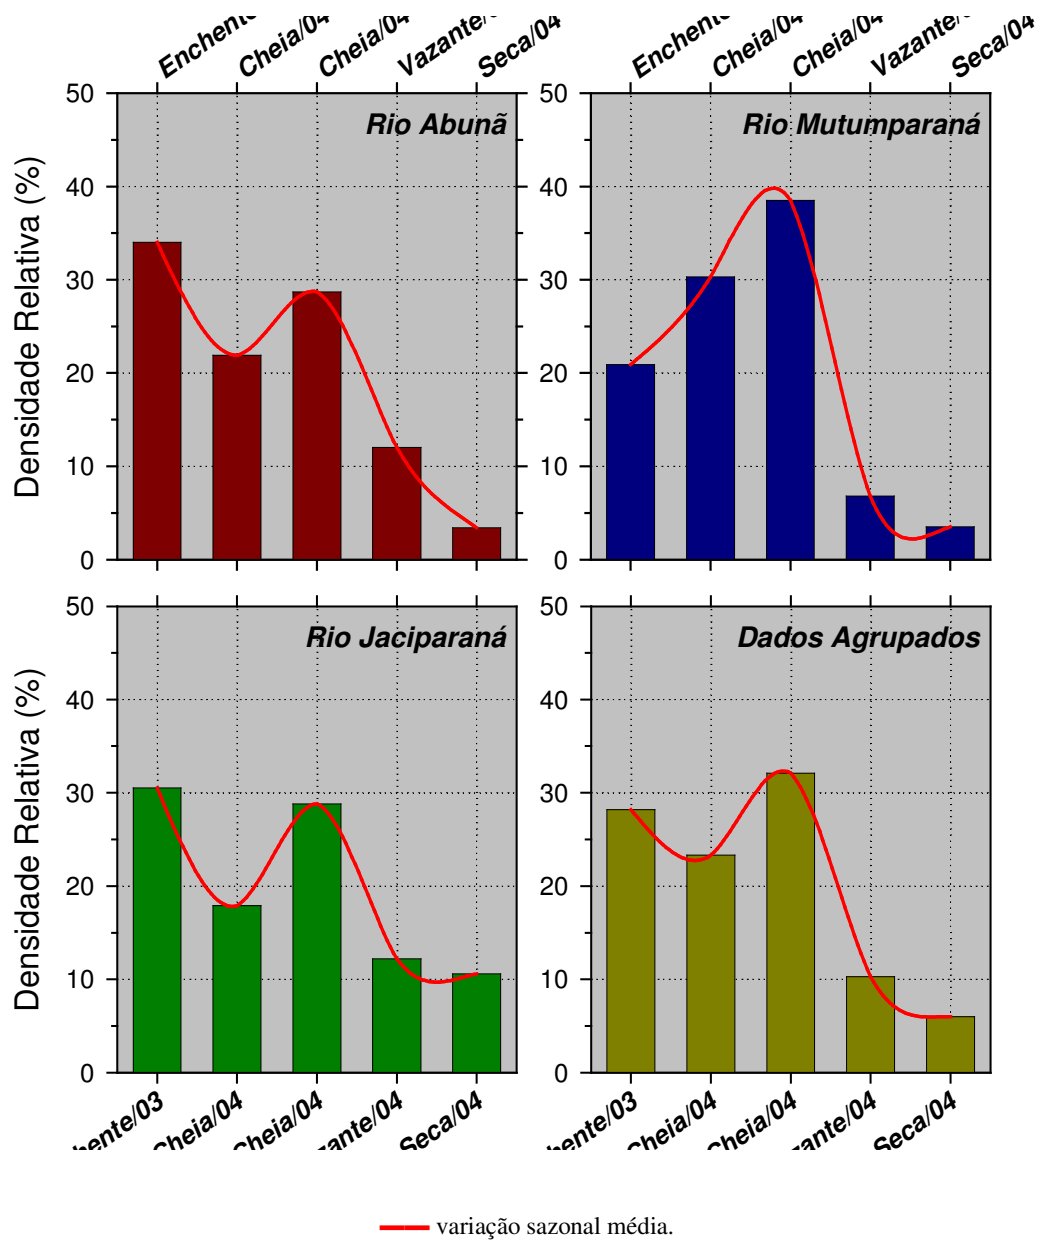 Cheia/04 Cheia/04 Seca/04 Cheia/04 Cheia/04 Seca/04
50 50
Rio Abunã Rio Mutumparaná
40 40
30 30
20 20
10 10
0 0
Densidade Relativa (%)
50 50
Rio Jaciparaná Dados Agrupados
40 40
30 30
20 20
10 10
0 0
Densidade Relativa (%)
Cheia/04 Cheia/04 Seca/04 Cheia/04 Cheia/04 Seca/04
variação sazonal média.